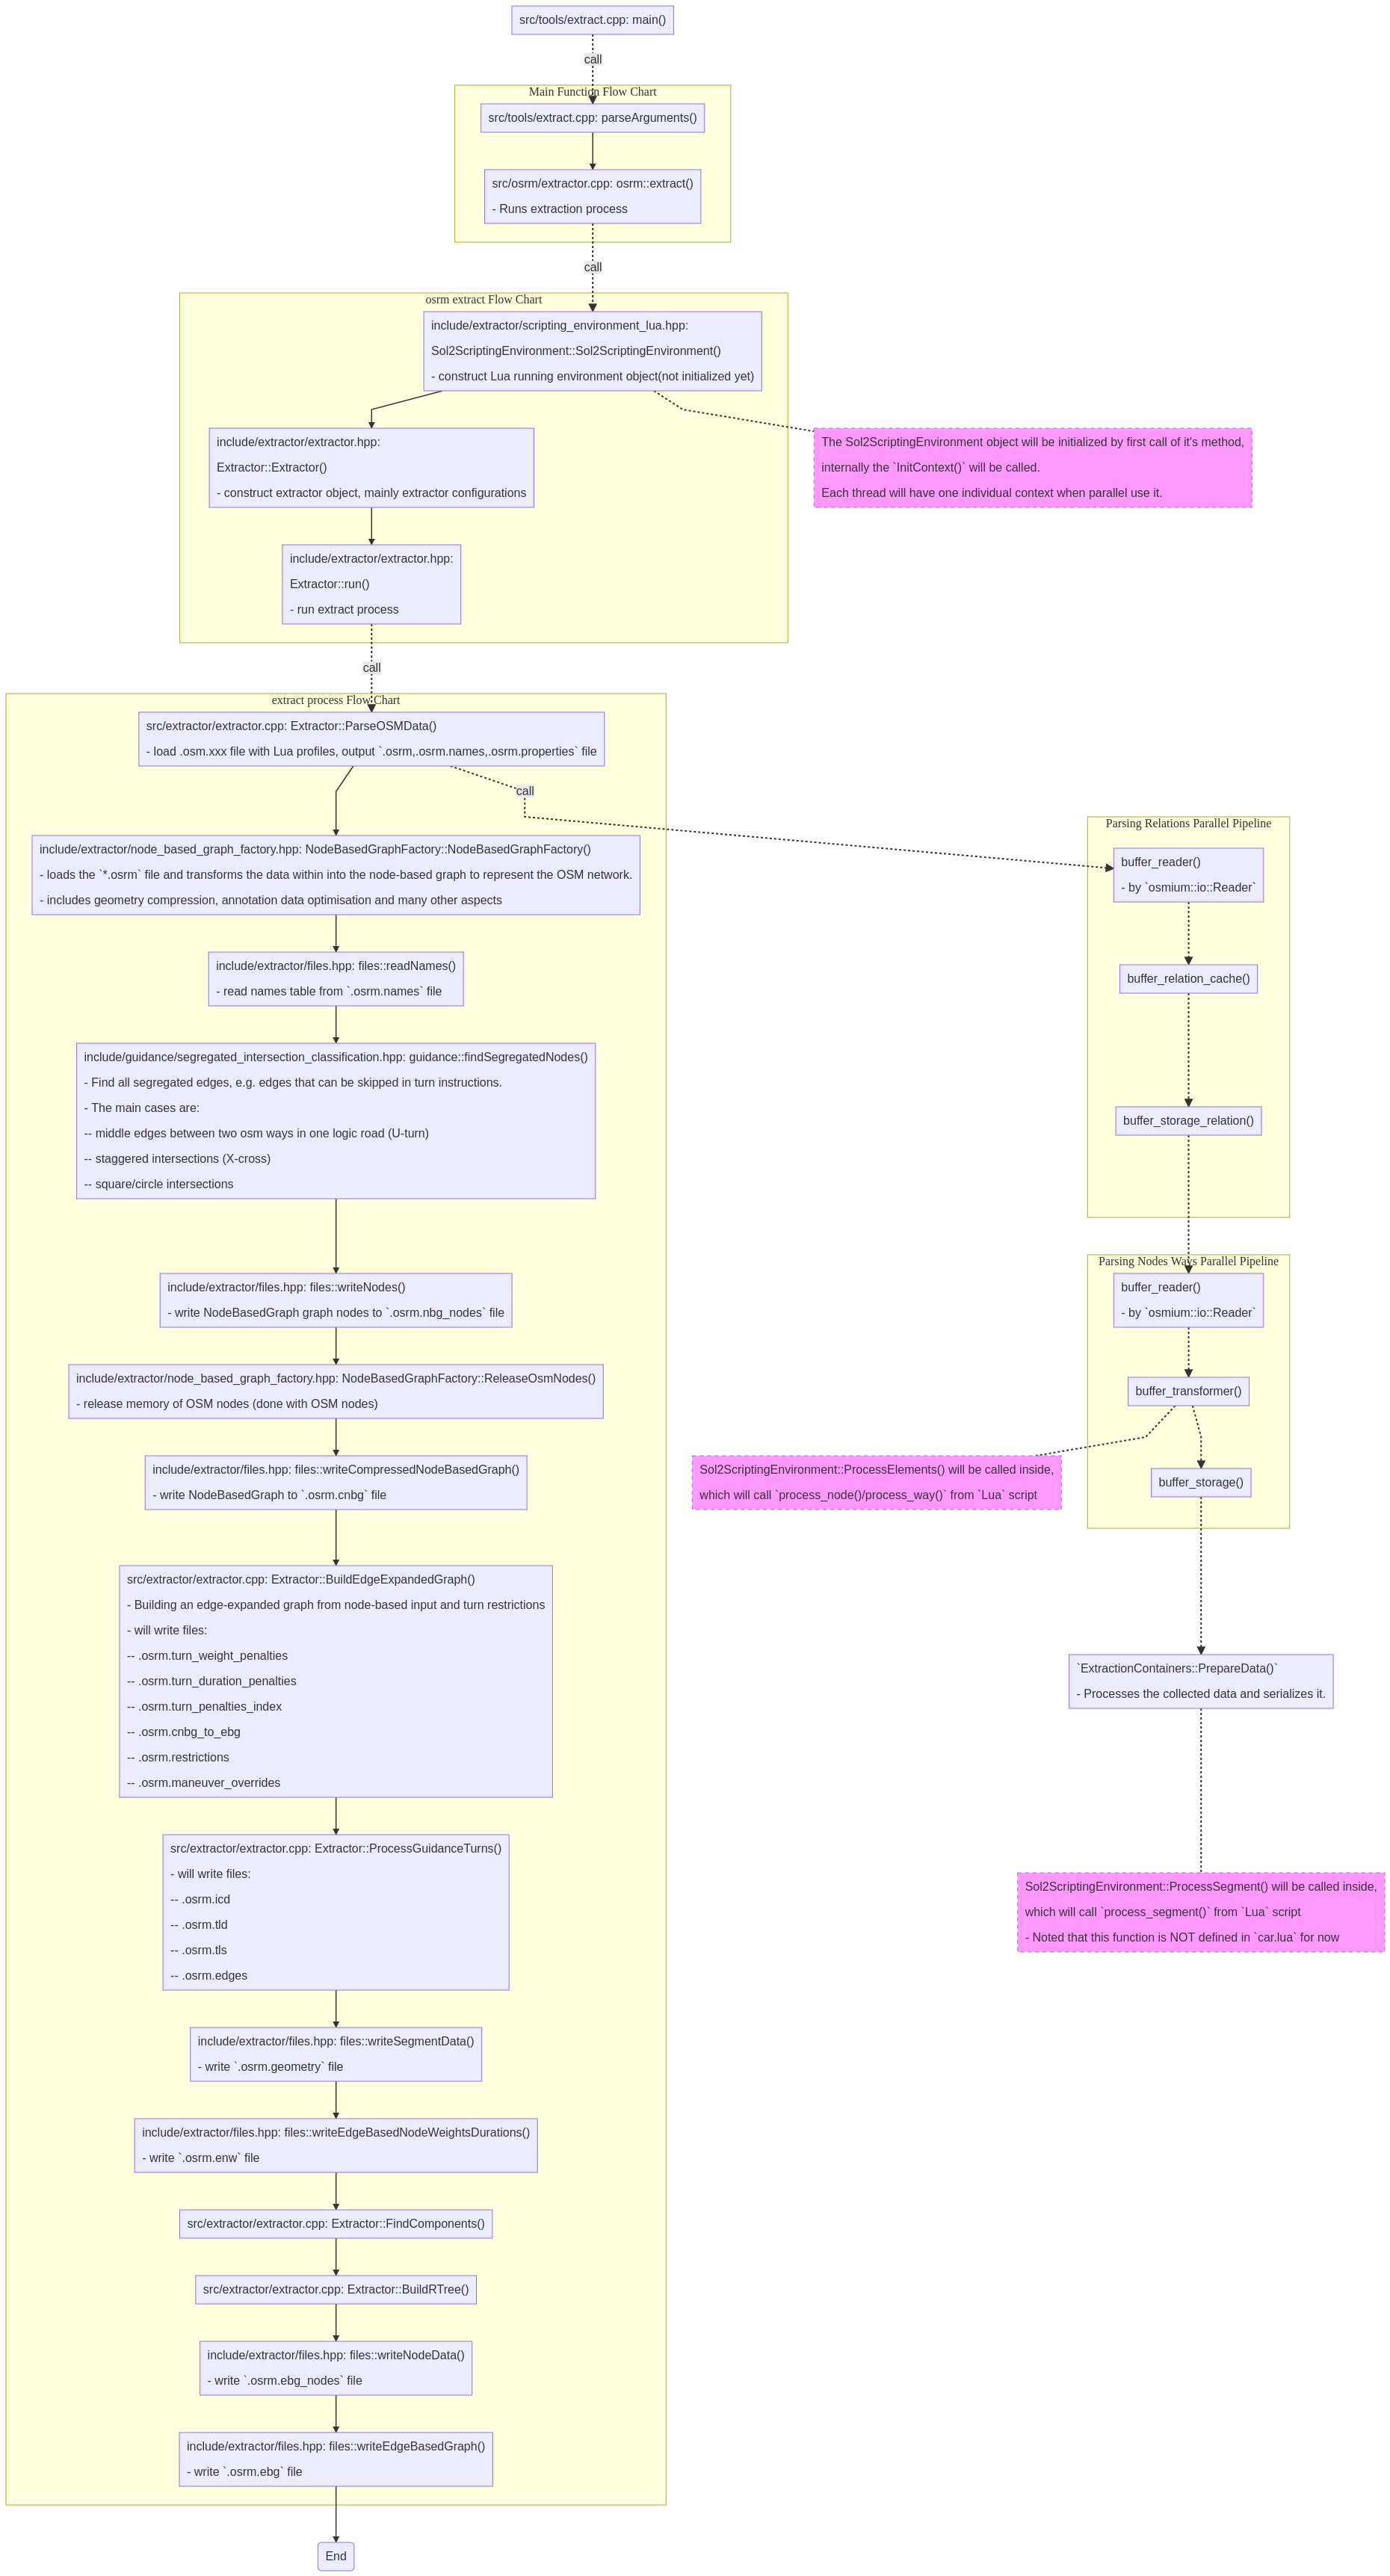 src/tools/extract.cpp: main()
call
Main Function Flow Chart
src/tools/extract.cpp: parseArguments()
src/osrm/extractor.cpp: osrm::extract()
- Runs extraction process
call
osrm extract Flow Chart
include/extractor/scripting_environment_lua.hpp:
Sol2ScriptingEnvironment::Sol2ScriptingEnvironment()
- construct Lua running environment object(not initialized yet)
include/extractor/extractor.hpp:
Extractor::Extractor()
- construct extractor object, mainly extractor configurations
The Sol2ScriptingEnvironment object will be initialized by first call of it's method,
internally the `InitContext()` will be called.
Each thread will have one individual context when parallel use it.
include/extractor/extractor.hpp:
Extractor::run()
- run extract process
call
extract process Flow Chart
src/extractor/extractor.cpp: Extractor::ParseOSMData()
- load .osm.xxx file with Lua profiles, output `.osrm,.osrm.names,.osrm.properties` file
call
include/extractor/node_based_graph_factory.hpp: NodeBasedGraphFactory::NodeBasedGraphFactory()
- loads the `*.osrm` file and transforms the data within into the node-based graph to represent the OSM network.
- includes geometry compression, annotation data optimisation and many other aspects
include/extractor/files.hpp: files::readNames()
- read names table from `.osrm.names` file
include/guidance/segregated_intersection_classification.hpp: guidance::findSegregatedNodes()
- Find all segregated edges, e.g. edges that can be skipped in turn instructions.
- The main cases are:
-- middle edges between two osm ways in one logic road (U-turn)
-- staggered intersections (X-cross)
-- square/circle intersections
include/extractor/files.hpp: files::writeNodes()
- write NodeBasedGraph graph nodes to `.osrm.nbg_nodes` file
include/extractor/node_based_graph_factory.hpp: NodeBasedGraphFactory::ReleaseOsmNodes()
- release memory of OSM nodes (done with OSM nodes)
include/extractor/files.hpp: files::writeCompressedNodeBasedGraph()
- write NodeBasedGraph to `.osrm.cnbg` file
src/extractor/extractor.cpp: Extractor::BuildEdgeExpandedGraph()
- Building an edge-expanded graph from node-based input and turn restrictions
- will write files:
-- .osrm.turn_weight_penalties
-- .osrm.turn_duration_penalties
-- .osrm.turn_penalties_index
-- .osrm.cnbg_to_ebg
-- .osrm.restrictions
-- .osrm.maneuver_overrides
src/extractor/extractor.cpp: Extractor::ProcessGuidanceTurns()
- will write files:
-- .osrm.icd
-- .osrm.tld
-- .osrm.tls
-- .osrm.edges
include/extractor/files.hpp: files::writeSegmentData()
- write `.osrm.geometry` file
include/extractor/files.hpp: files::writeEdgeBasedNodeWeightsDurations()
- write `.osrm.enw` file
src/extractor/extractor.cpp: Extractor::FindComponents()
src/extractor/extractor.cpp: Extractor::BuildRTree()
include/extractor/files.hpp: files::writeNodeData()
- write `.osrm.ebg_nodes` file
include/extractor/files.hpp: files::writeEdgeBasedGraph()
- write `.osrm.ebg` file
End
Parsing Relations Parallel Pipeline
buffer_reader()
- by `osmium::io::Reader`
buffer_relation_cache()
buffer_storage_relation()
Parsing Nodes Ways Parallel Pipeline
buffer_reader()
- by `osmium::io::Reader`
buffer_transformer()
Sol2ScriptingEnvironment::ProcessElements() will be called inside,
which will call `process_node()/process_way()` from `Lua` script
buffer_storage()
`ExtractionContainers::PrepareData()`
- Processes the collected data and serializes it.
Sol2ScriptingEnvironment::ProcessSegment() will be called inside,
which will call `process_segment()` from `Lua` script
- Noted that this function is NOT defined in `car.lua` for now